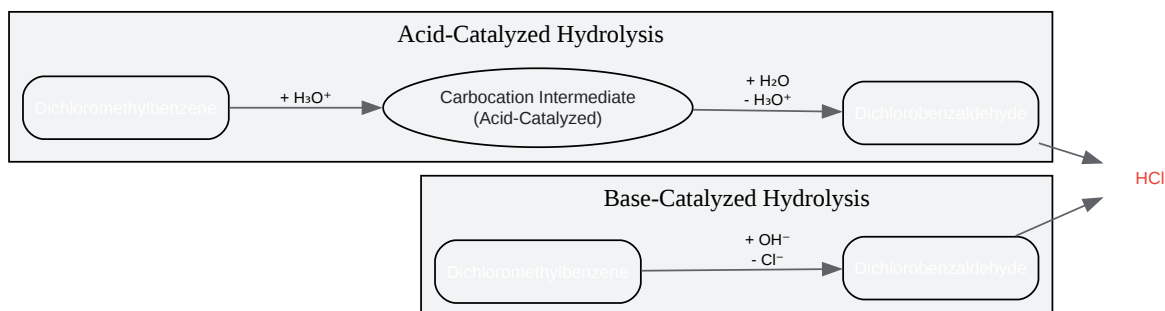 Acid-Catalyzed Hydrolysis
Dichloromethylbenzene
+ H₃O⁺
Carbocation Intermediate
(Acid-Catalyzed)
+ H₂O
- H₃O⁺
Dichlorobenzaldehyde
HCl
Base-Catalyzed Hydrolysis
Dichloromethylbenzene
+ OH⁻
- Cl⁻
Dichlorobenzaldehyde